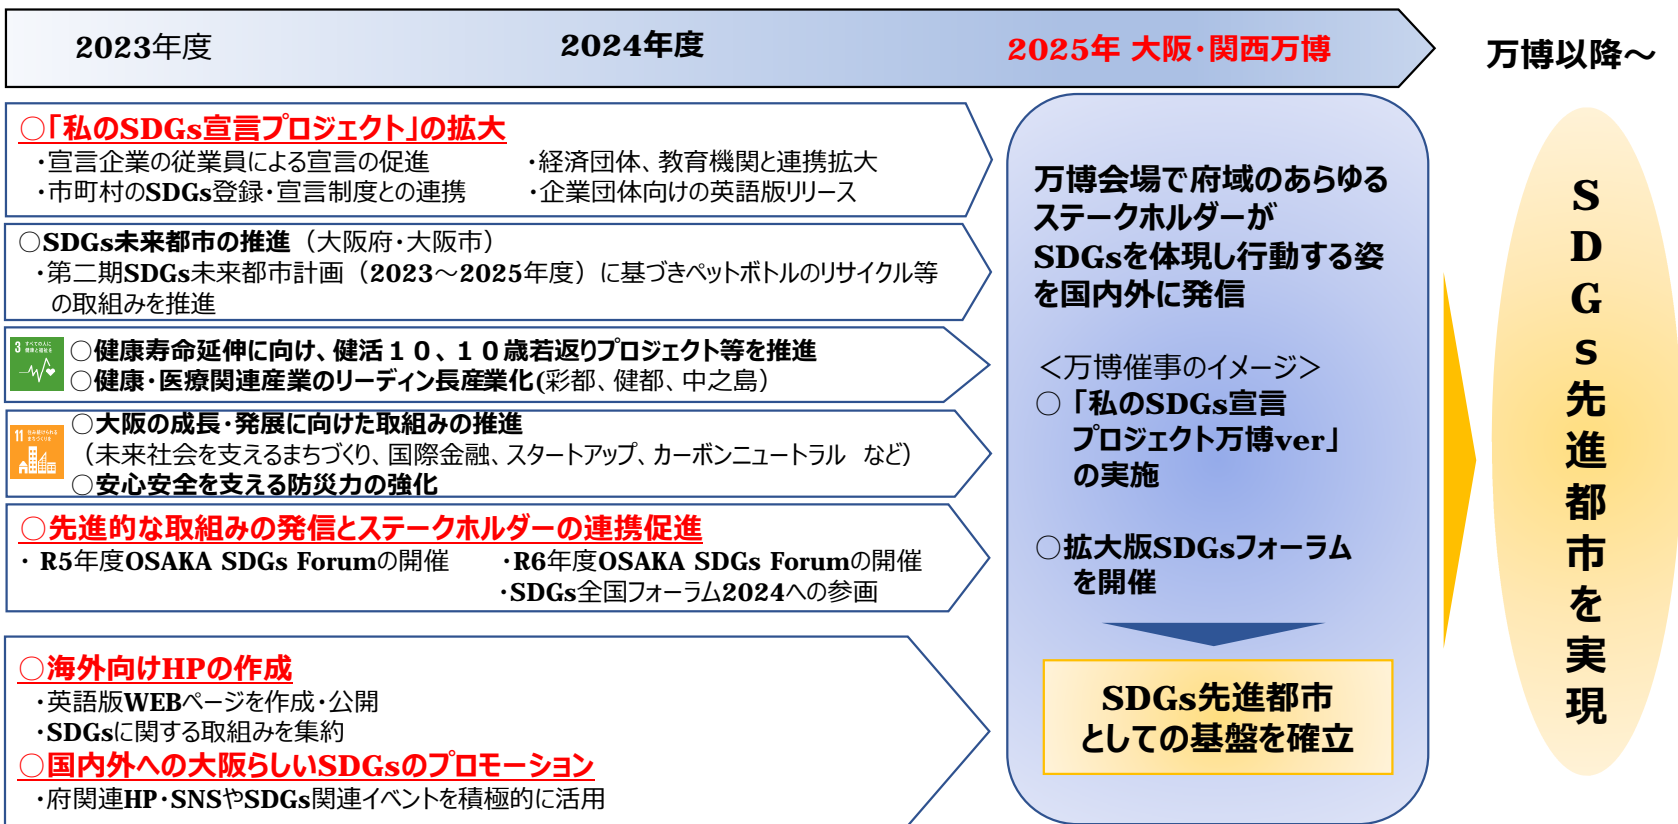 2023年度
2024年度
2025年 大阪・関西万博
万博以降～
○「私のSDGs宣言プロジェクト」の拡大
・宣言企業の従業員による宣言の促進
・経済団体、教育機関と連携拡大
・市町村のSDGs登録・宣言制度との連携
・企業団体向けの英語版リリース
○SDGs未来都市の推進（大阪府・大阪市）
・第二期SDGs未来都市計画（2023～2025年度）に基づきペットボトルのリサイクル等
の取組みを推進
3 すべての人に
健康と福祉を
○健康寿命延伸に向け、健活１０、１０歳若返りプロジェクト等を推進
○健康・医療関連産業のリーディン長産業化(彩都、健都、中之島）
11 住み続けられる
まちづくりを
○大阪の成長・発展に向けた取組みの推進
（未来社会を支えるまちづくり、国際金融、スタートアップ、カーボンニュートラル　など）
○安心安全を支える防災力の強化
○先進的な取組みの発信とステークホルダーの連携促進
・ R5年度OSAKA SDGs Forumの開催
・R6年度OSAKA SDGs Forumの開催
・SDGs全国フォーラム2024への参画
○海外向けHPの作成
・英語版WEBページを作成・公開
・SDGsに関する取組みを集約
○国内外への大阪らしいSDGsのプロモーション
・府関連HP・SNSやSDGs関連イベントを積極的に活用
万博会場で府域のあらゆる
ステークホルダーが
SDGsを体現し行動する姿
を国内外に発信
＜万博催事のイメージ＞
○「私のSDGs宣言
プロジェクト万博ver」
の実施
○拡大版SDGsフォーラム
を開催
SDGs先進都市
としての基盤を確立
SDGs先進都市を実現